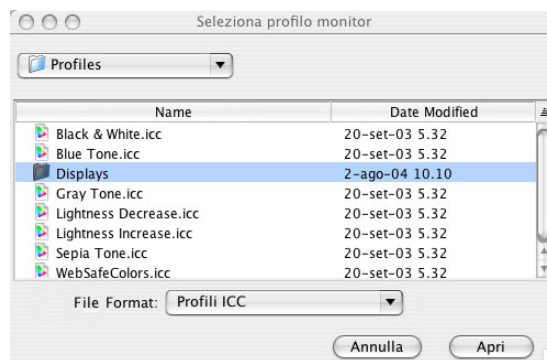 Seleziona profilo monitor
Profiles
Name Date Modified
Black & White.icc 20-set-03 5.32
Blue Tone.icc 20-set-03 5.32
Displays 2-ago-04 10.10
Gray Tone.icc 20-set-03 5.32
Lightness Decrease.icc 20-set-03 5.32
Lightness Increase.icc 20-set-03 5.32
Sepia Tone.icc 20-set-03 5.32
WebSafeColors.icc 20-set-03 5.32
File Format: Profili ICC
Annulla Apri